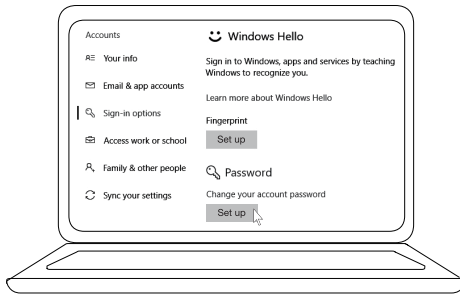 Accounts
Your info
Email & app accounts
Sign-in options
Access work or school
Family & other people
Sync your settings
Windows Hello
Sign in to Windows, apps and services by teaching
Windows to recognize you.
Learn more about Windows Hello
Fingerprint
Set up
Password
Change your account password
Set up